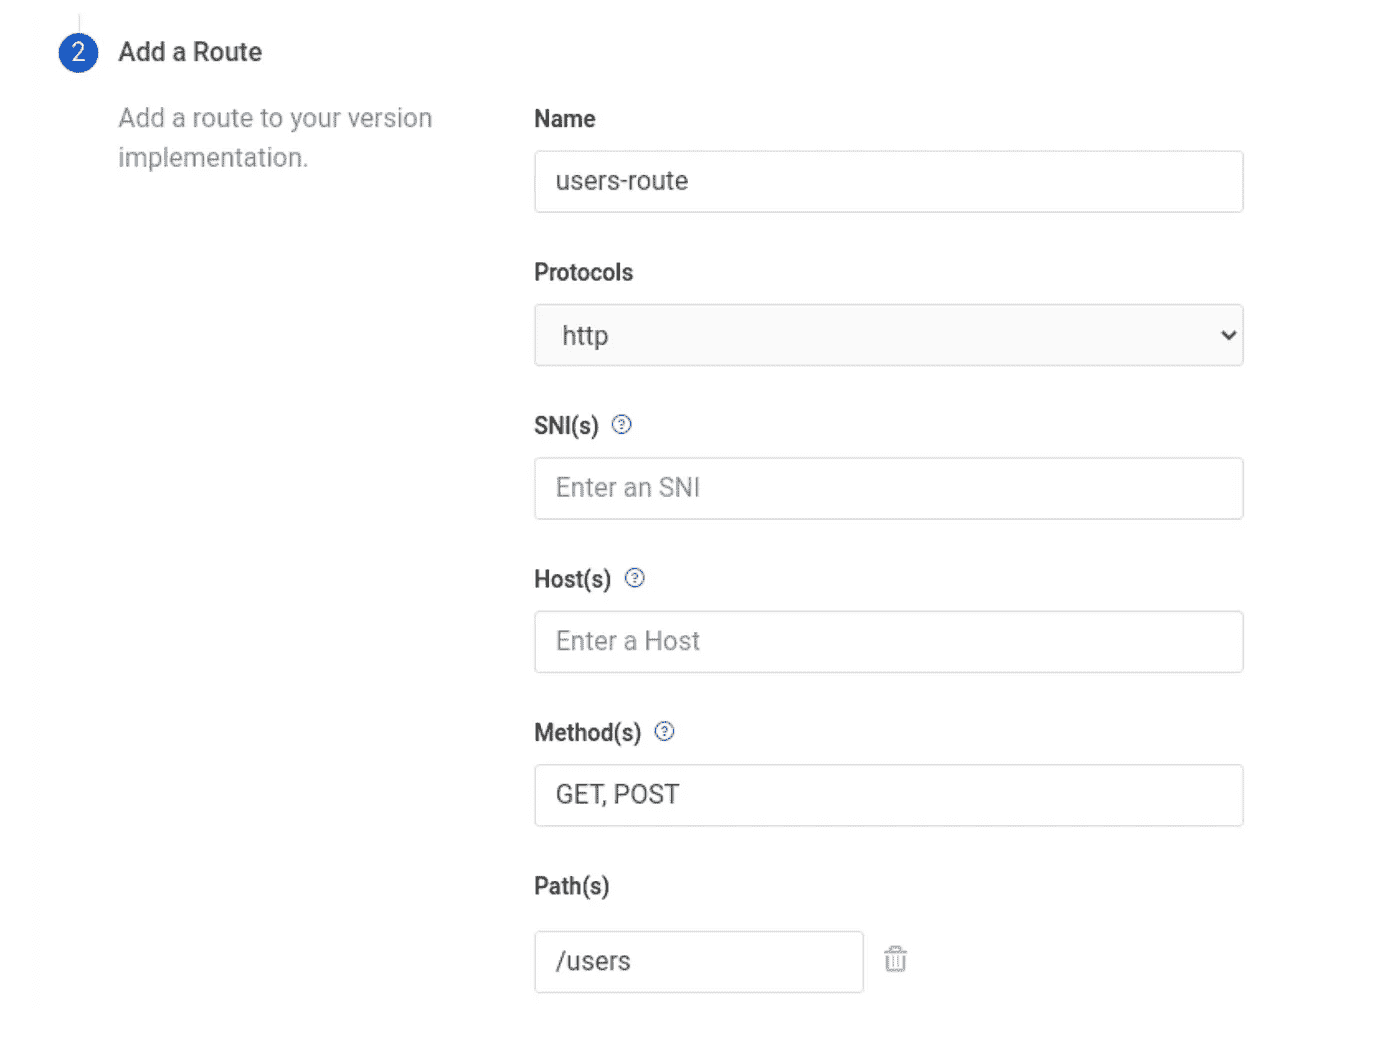 2 Add a Route
Add a route to your version
implementation.
Name
users-route
Protocols
http
SNI(s) ?
Enter an SNI
Host(s) ?
Enter a Host
Method(s) ?
GET, POST
Path(s)
/users